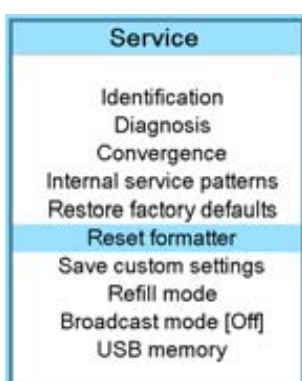 Service
Identification
Diagnosis
Convergence
Internal service patterns
Restore factory defaults
Reset formatter
Save custom settings
Refill mode
Broadcast mode [Off]
USB memory